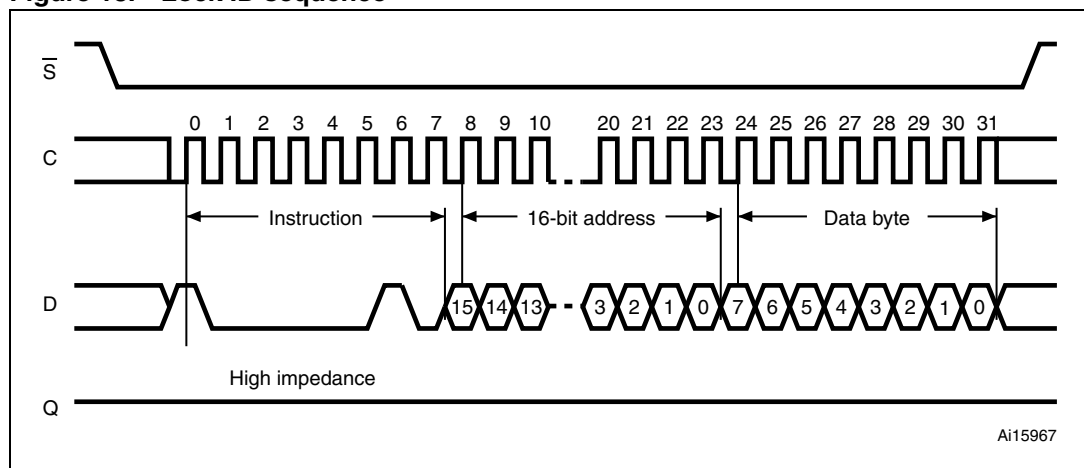 Figure Lock ID sequence
S
0 1 2 3 4 5 6 7 8 9 10 20 21 22 23 24 25 26 27 28 29 30 31
C
Instruction 16-bit address Data byte
D 15 14 13 3 2 1 0 7 6 5 4 3 2 1 0
High impedance
Q
Ai15967